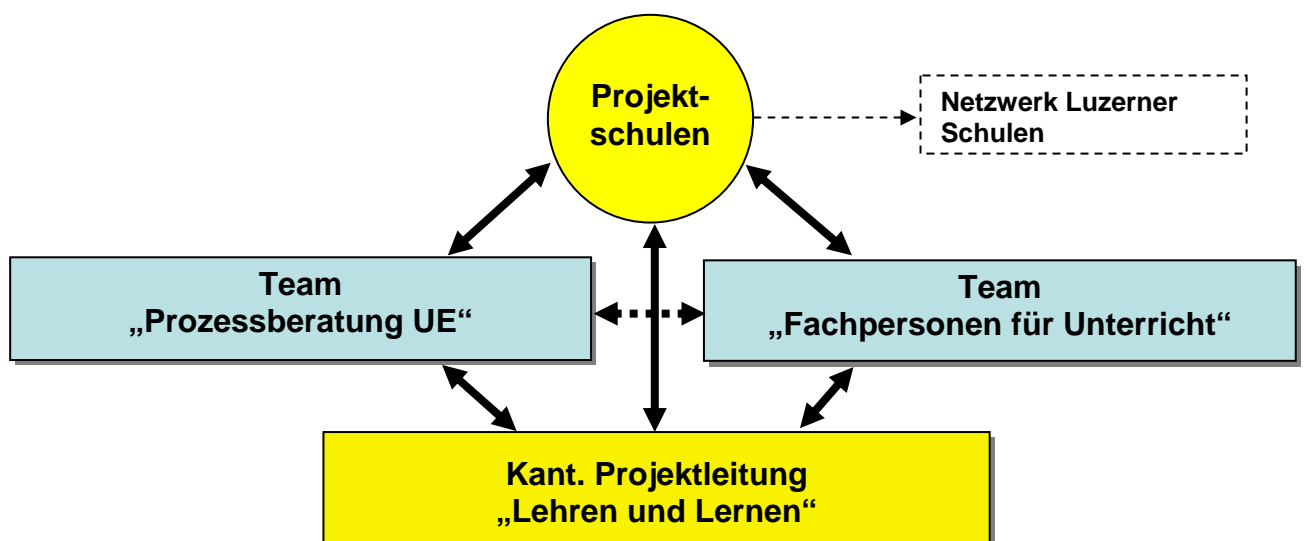 Projekt-
schulen
Netzwerk Luzerner
Schulen
Team
„Prozessberatung UE“
Team
„Fachpersonen für Unterricht“
Kant. Projektleitung
„Lehren und Lernen“